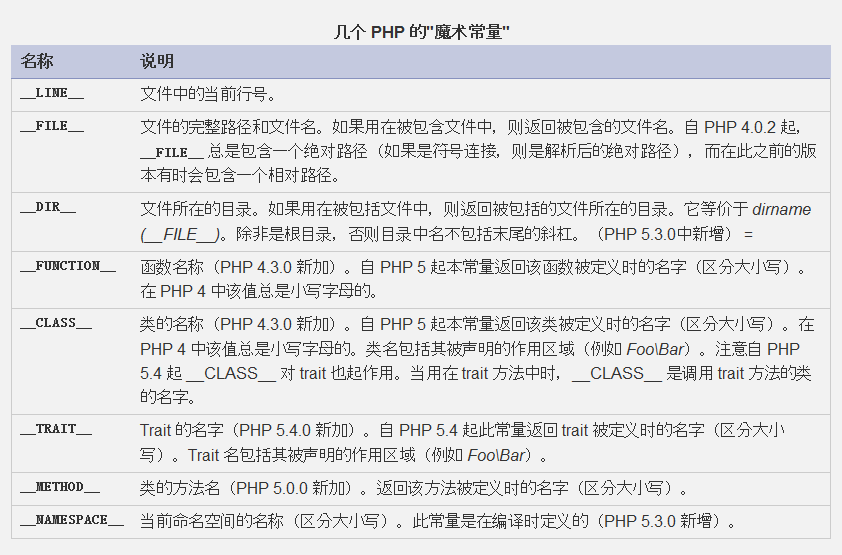 几个 PHP 的"魔术常量"
名称 说明
__LINE__ 文件中的当前行号。
__FILE__ 文件的完整路径和文件名。如果用在被包含文件中，则返回被包含的文件名。自 PHP 4.0.2 起，
__FILE__ 总是包含一个绝对路径（如果是符号连接，则是解析后的绝对路径），而在此之前的版
本有时会包含一个相对路径。
__DIR__ 文件所在的目录。如果用在被包括文件中，则返回被包括的文件所在的目录。它等价于 dirname
(__FILE__)。除非是根目录，否则目录中名不包括末尾的斜杠。（PHP 5.3.0中新增） =
__FUNCTION__ 函数名称（PHP 4.3.0 新加）。自 PHP 5 起本常量返回该函数被定义时的名字（区分大小写）。
在 PHP 4 中该值总是小写字母的。
__CLASS__ 类的名称（PHP 4.3.0 新加）。自 PHP 5 起本常量返回该类被定义时的名字（区分大小写）。在
PHP 4 中该值总是小写字母的。类名包括其被声明的作用区域（例如 Foo\Bar）。注意自 PHP
5.4 起 __CLASS__ 对 trait 也起作用。当用在 trait 方法中时，__CLASS__ 是调用 trait 方法的类
的名字。
__TRAIT__ Trait 的名字（PHP 5.4.0 新加）。自 PHP 5.4 起此常量返回 trait 被定义时的名字（区分大小
写）。Trait 名包括其被声明的作用区域（例如 Foo\Bar）。
__METHOD__ 类的方法名（PHP 5.0.0 新加）。返回该方法被定义时的名字（区分大小写）。
__NAMESPACE__ 当前命名空间的名称（区分大小写）。此常量是在编译时定义的（PHP 5.3.0 新增）。